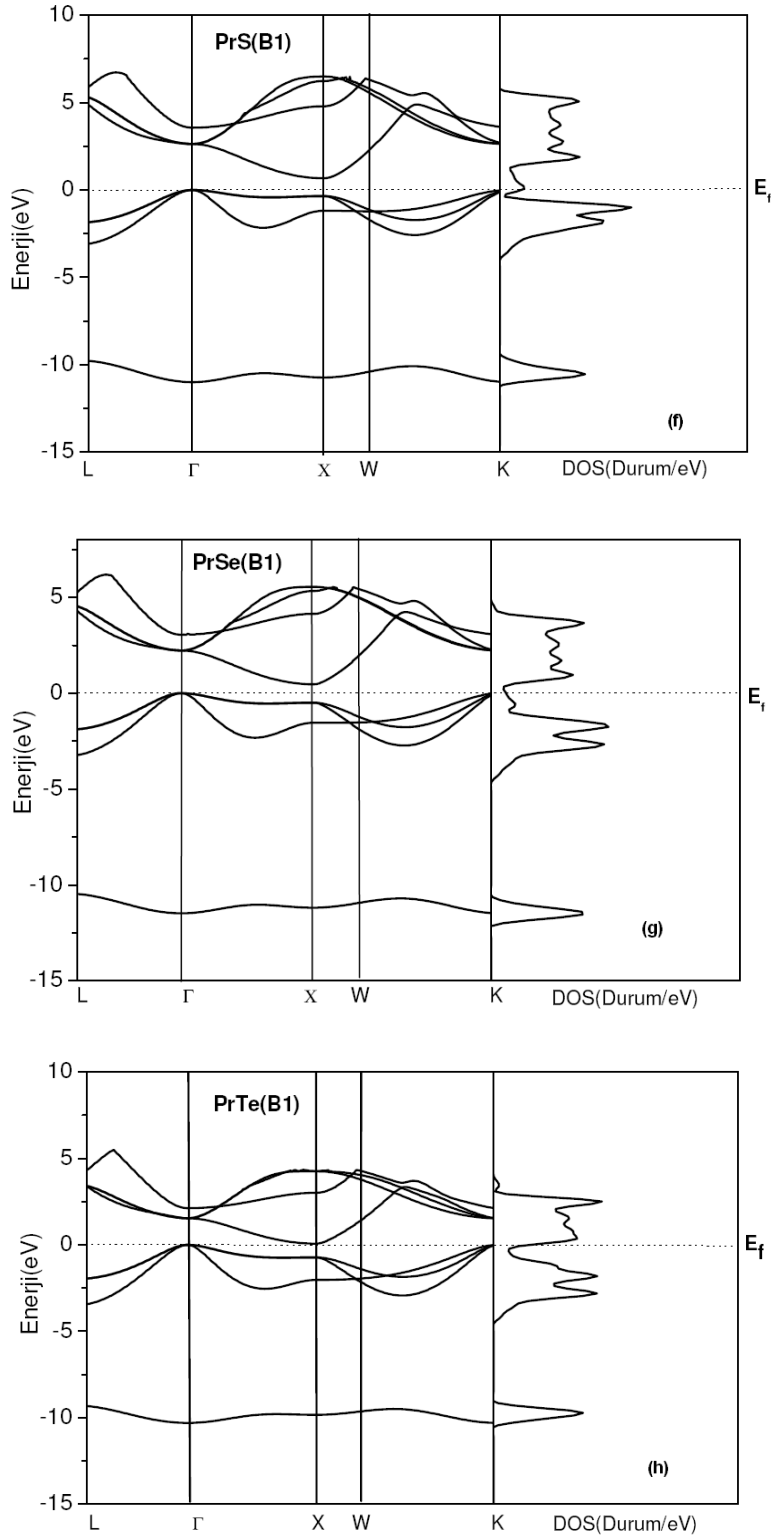 10
PrS(B1)
5
0
E_f
Enerji(eV)
-5
-10
(f)
-15
L Γ X W K DOS(Durum/eV)
PrSe(B1)
5
0
E_f
Enerji(eV)
-5
-10
(g)
-15
L Γ X W K DOS(Durum/eV)
10
PrTe(B1)
5
0
E_f
Enerji(eV)
-5
-10
(h)
-15
L Γ X W K DOS(Durum/eV)